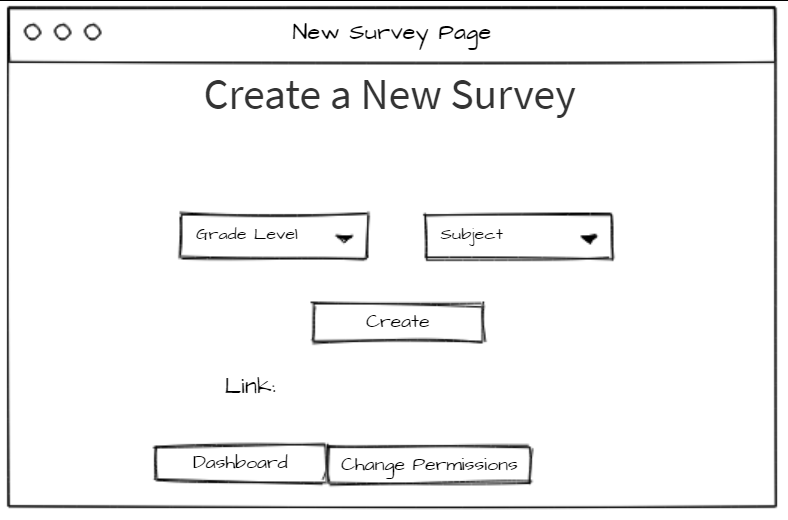 New Survey Page
Create a New Survey
Grade Level
Subject
Create
Link:
Dashboard
Change Permissions